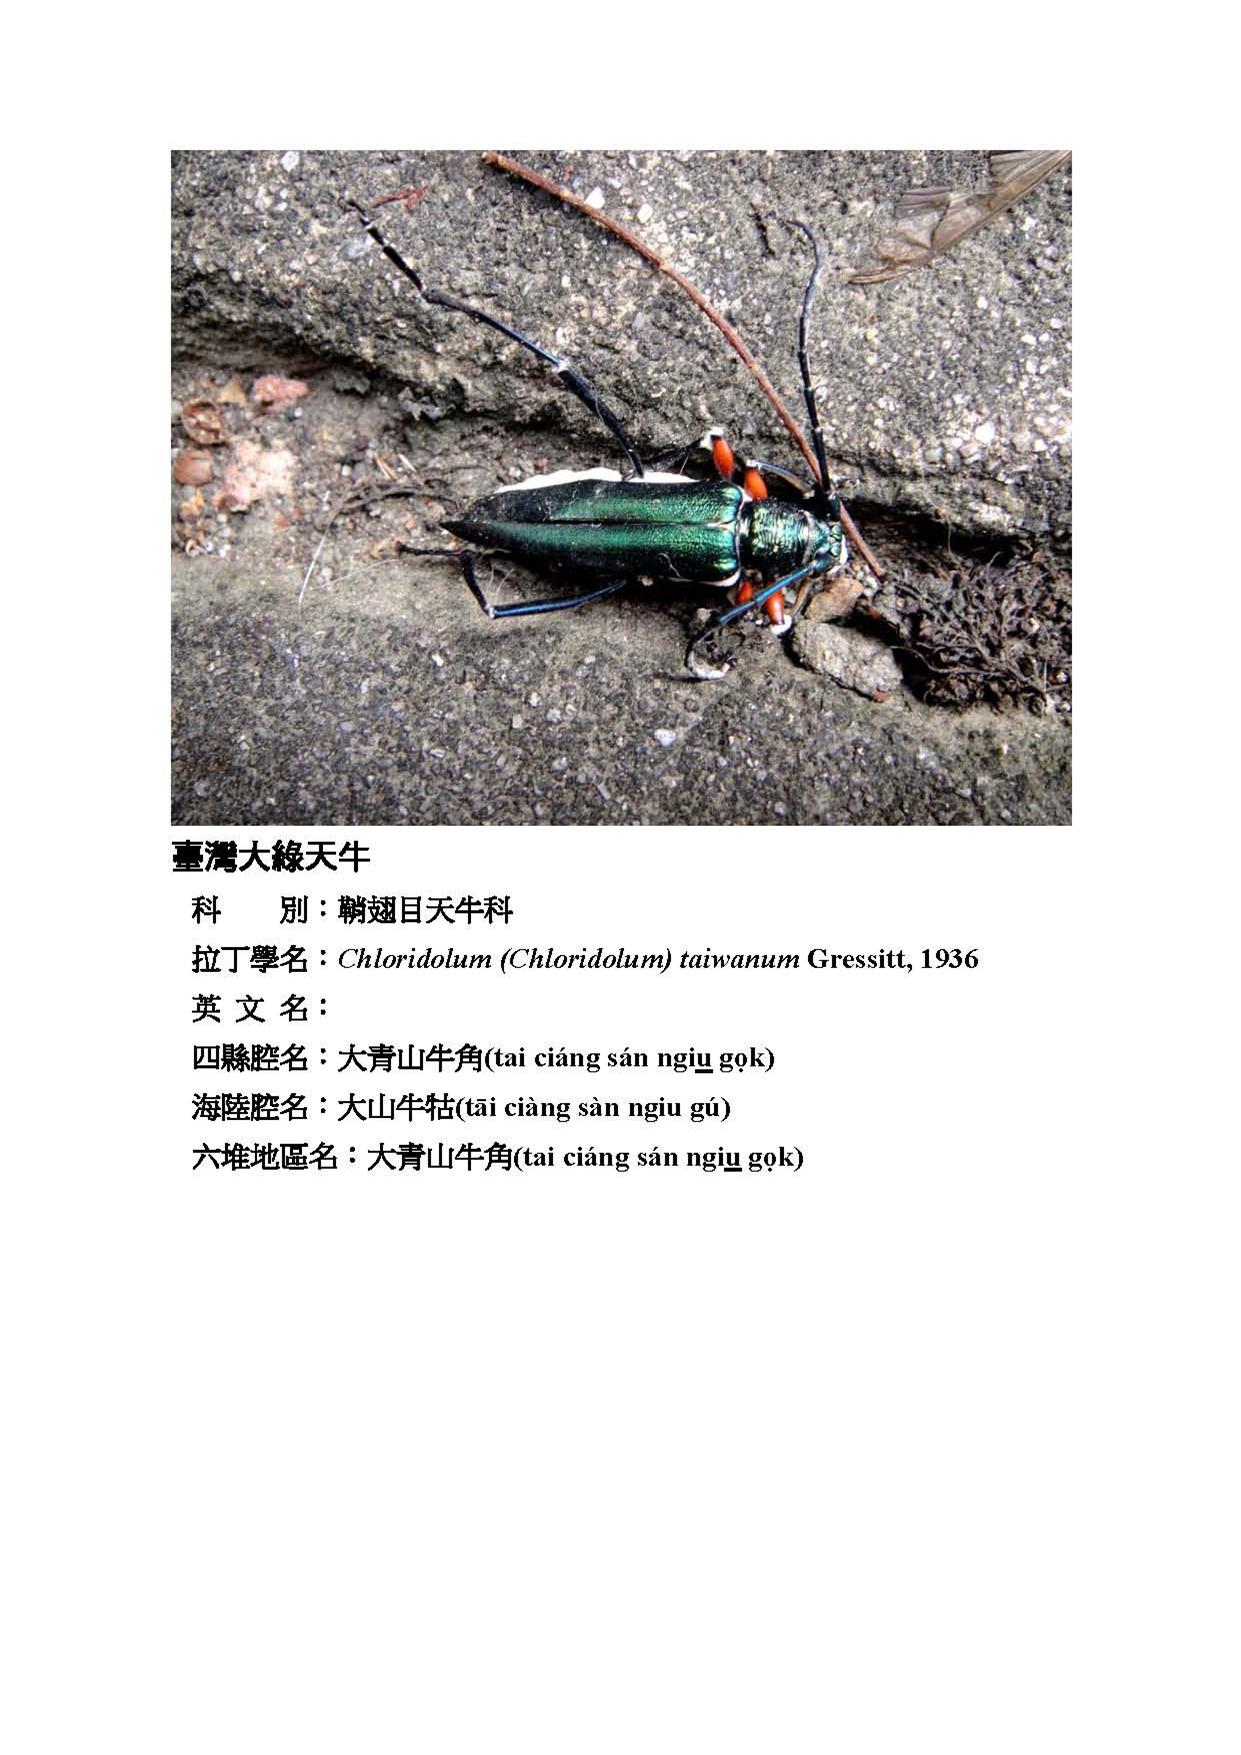 臺灣大綠天牛
科　　別：鞘翅目天牛科
拉丁學名：Chloridolum (Chloridolum) taiwanum Gressitt, 1936
英 文 名：
四縣腔名：大青山牛角(tai ciáng sán ngiu̲ gọk)
海陸腔名：大山牛牯(tāi ciàng sàn ngiu gú)
六堆地區名：大青山牛角(tai ciáng sán ngiu̲ gọk)